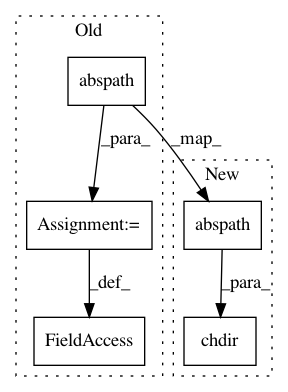 Old
abspath
_para_
_map_
New
Assignment:=
abspath
_def_
_para_
FieldAccess
chdir